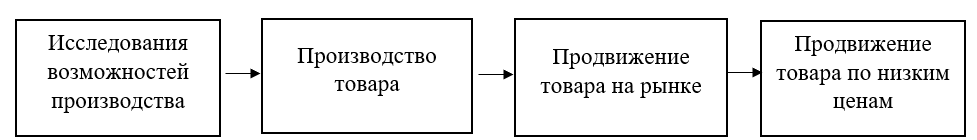 Исследования
возможностей
производства
Производство
товара
Продвижение
товара на рынке
Продвижение
товара по низким
ценам